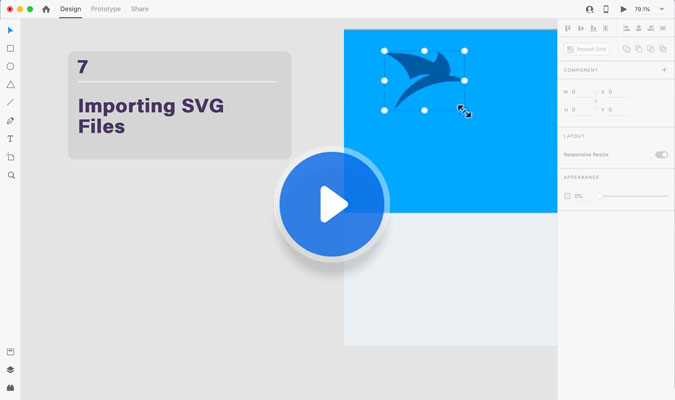 Design Prototype Share
79.1%
7
Importing SVG
Files
Repeat Grid
COMPONENT
W 0 X 0
H 0 Y 0
LAYOUT
Responsive Resize
APPEARANCE
0%